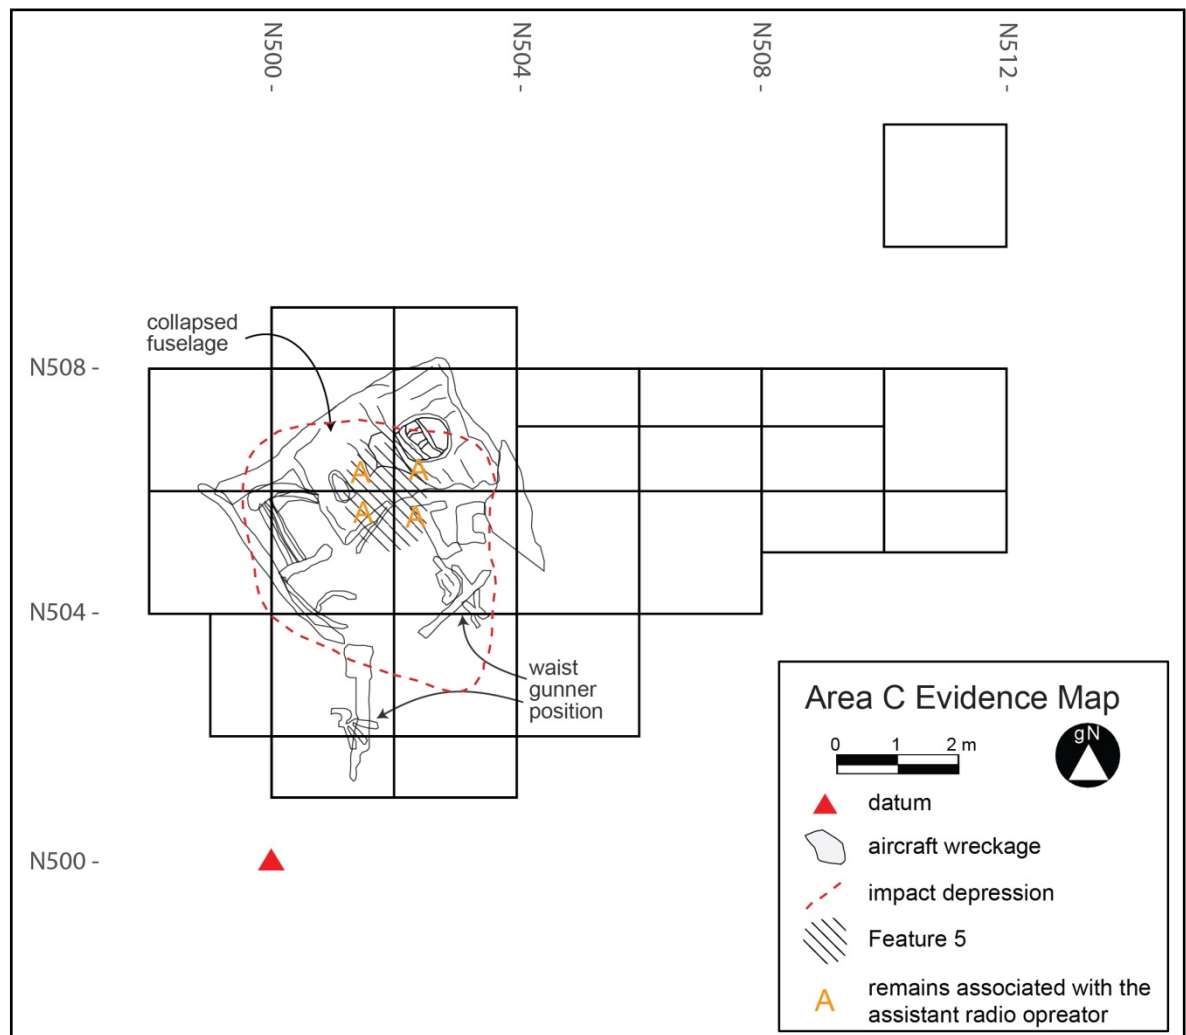 N500 -
N504 -
N508 -
N512 -
collapsed
fuselage
N508 -
A A
A A
N504 -
waist
gunner
position
N500 -
Area C Evidence Map
0 1 2 m
gN
datum
aircraft wreckage
impact depression
Feature 5
A
remains associated with the
assistant radio opreator